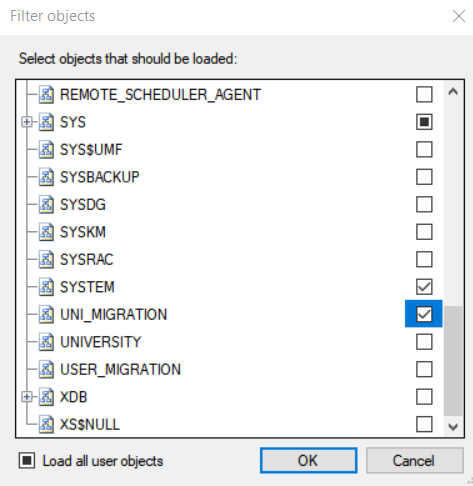 Filter objects
Select objects that should be loaded:
REMOTE_SCHEDULER_AGENT
SYS
SYS$UMF
SYSBACKUP
SYSDG
SYSKM
SYSRAC
SYSTEM
UNI_MIGRATION
UNIVERSITY
USER_MIGRATION
XDB
XS$NULL
Load all user objects
OK
Cancel